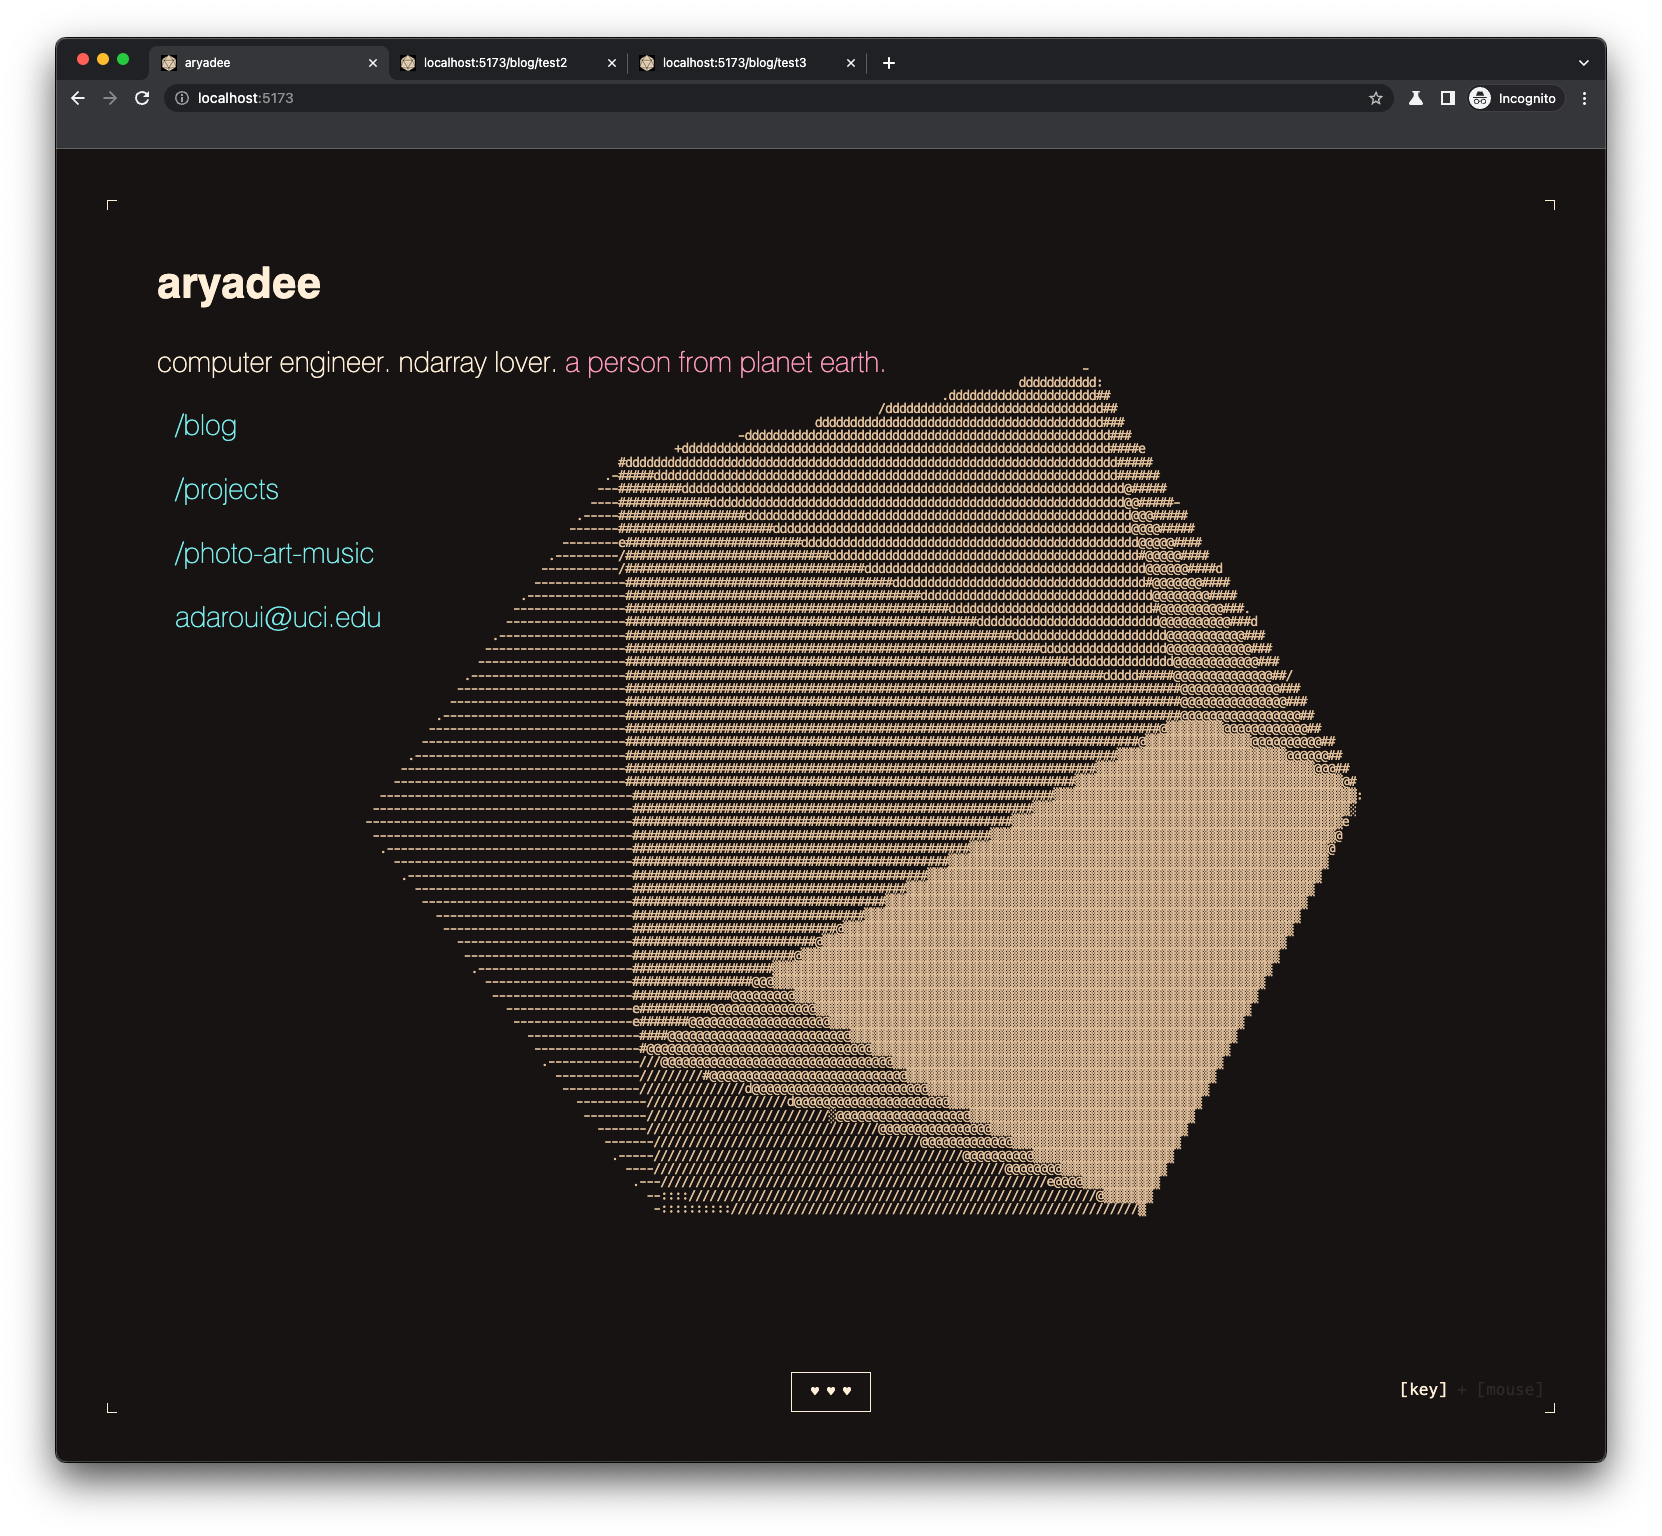 aryadee
localhost:5173/blog/test2
localhost:5173/blog/test3
localhost:5173
Incognito
aryadee
computer engineer. ndarray lover. a person from planet earth.
/blog
/projects
/photo-art-music
adaroui@uci.edu
♥ ♥ ♥
[key] + [mouse]